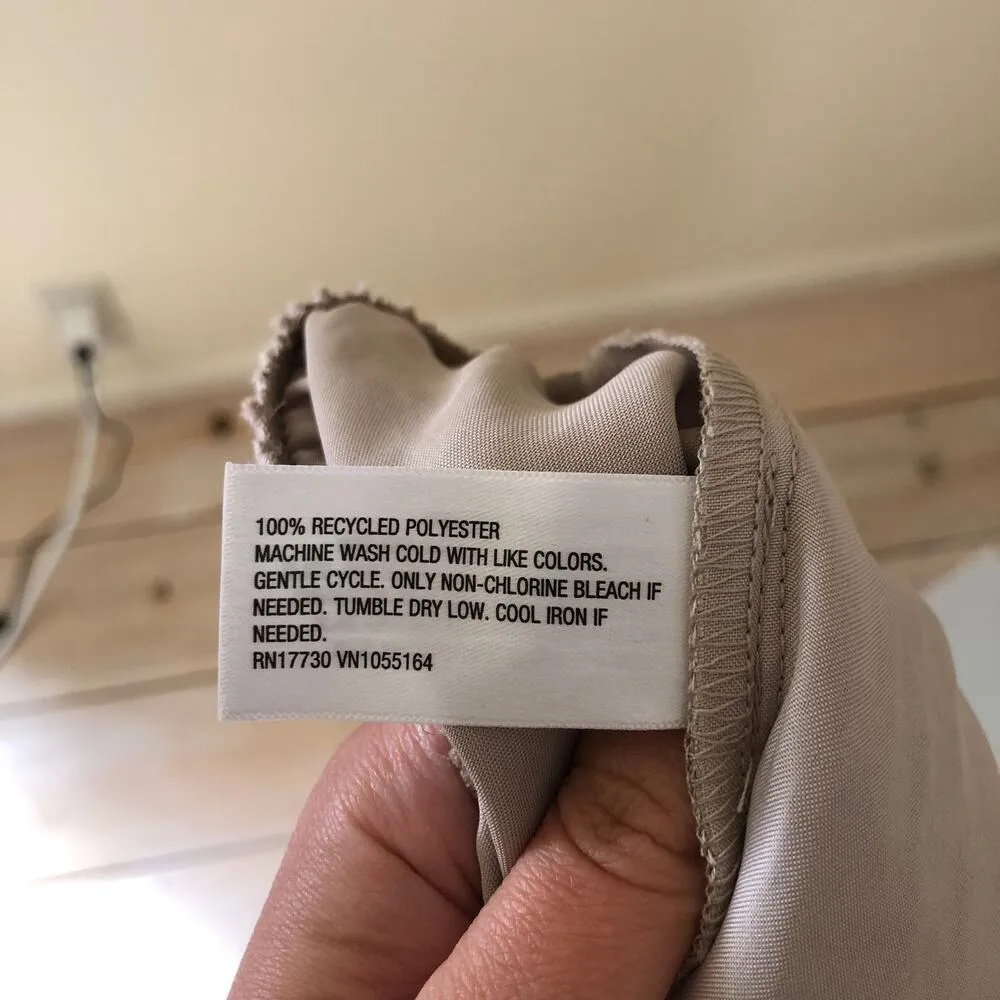 100% RECYCLED POLYESTER
MACHINE WASH COLD WITH LIKE COLORS.
GENTLE CYCLE. ONLY NON-CHLORINE BLEACH IF
NEEDED. TUMBLE DRY LOW. COOL IRON IF
NEEDED.
RN17730 VN1055164